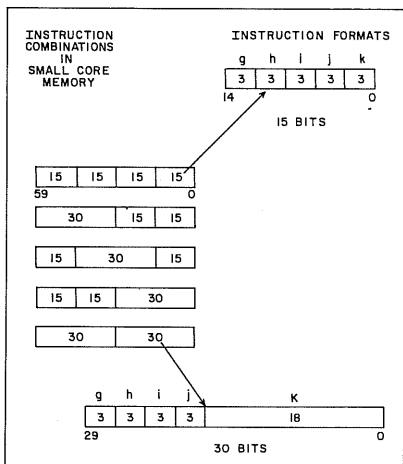 INSTRUCTION
COMBINATIONS
IN
SMALL CORE
MEMORY
INSTRUCTION FORMATS
g h i j k
3 3 3 3 3
14 0
15 BITS
15 15 15 15
59 0
30 15 15
15 30 15
15 15 30
30 30
g h i j K
3 3 3 3 18
29 0
30 BITS